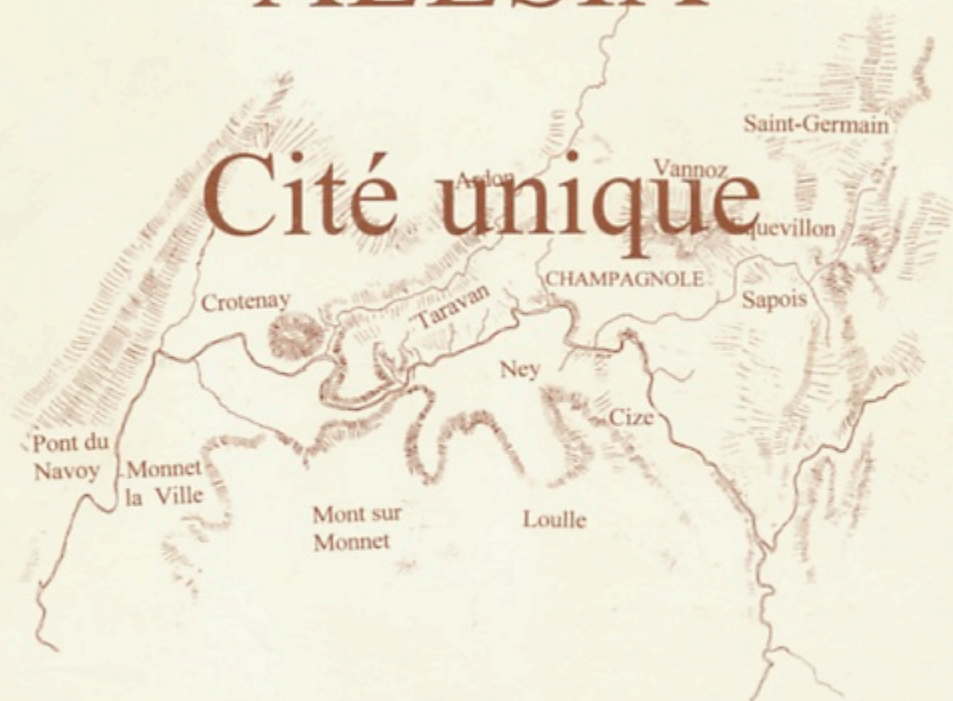 ALESIA
Cité unique
Saint-Germain
Vannoz
Ardon
quevillon
CHAMPAGNOLE
Sapois
Crotenay
Taravan
Ney
Cize
Pont du
Navoy
Monnet
la Ville
Mont sur
Monnet
Loulle